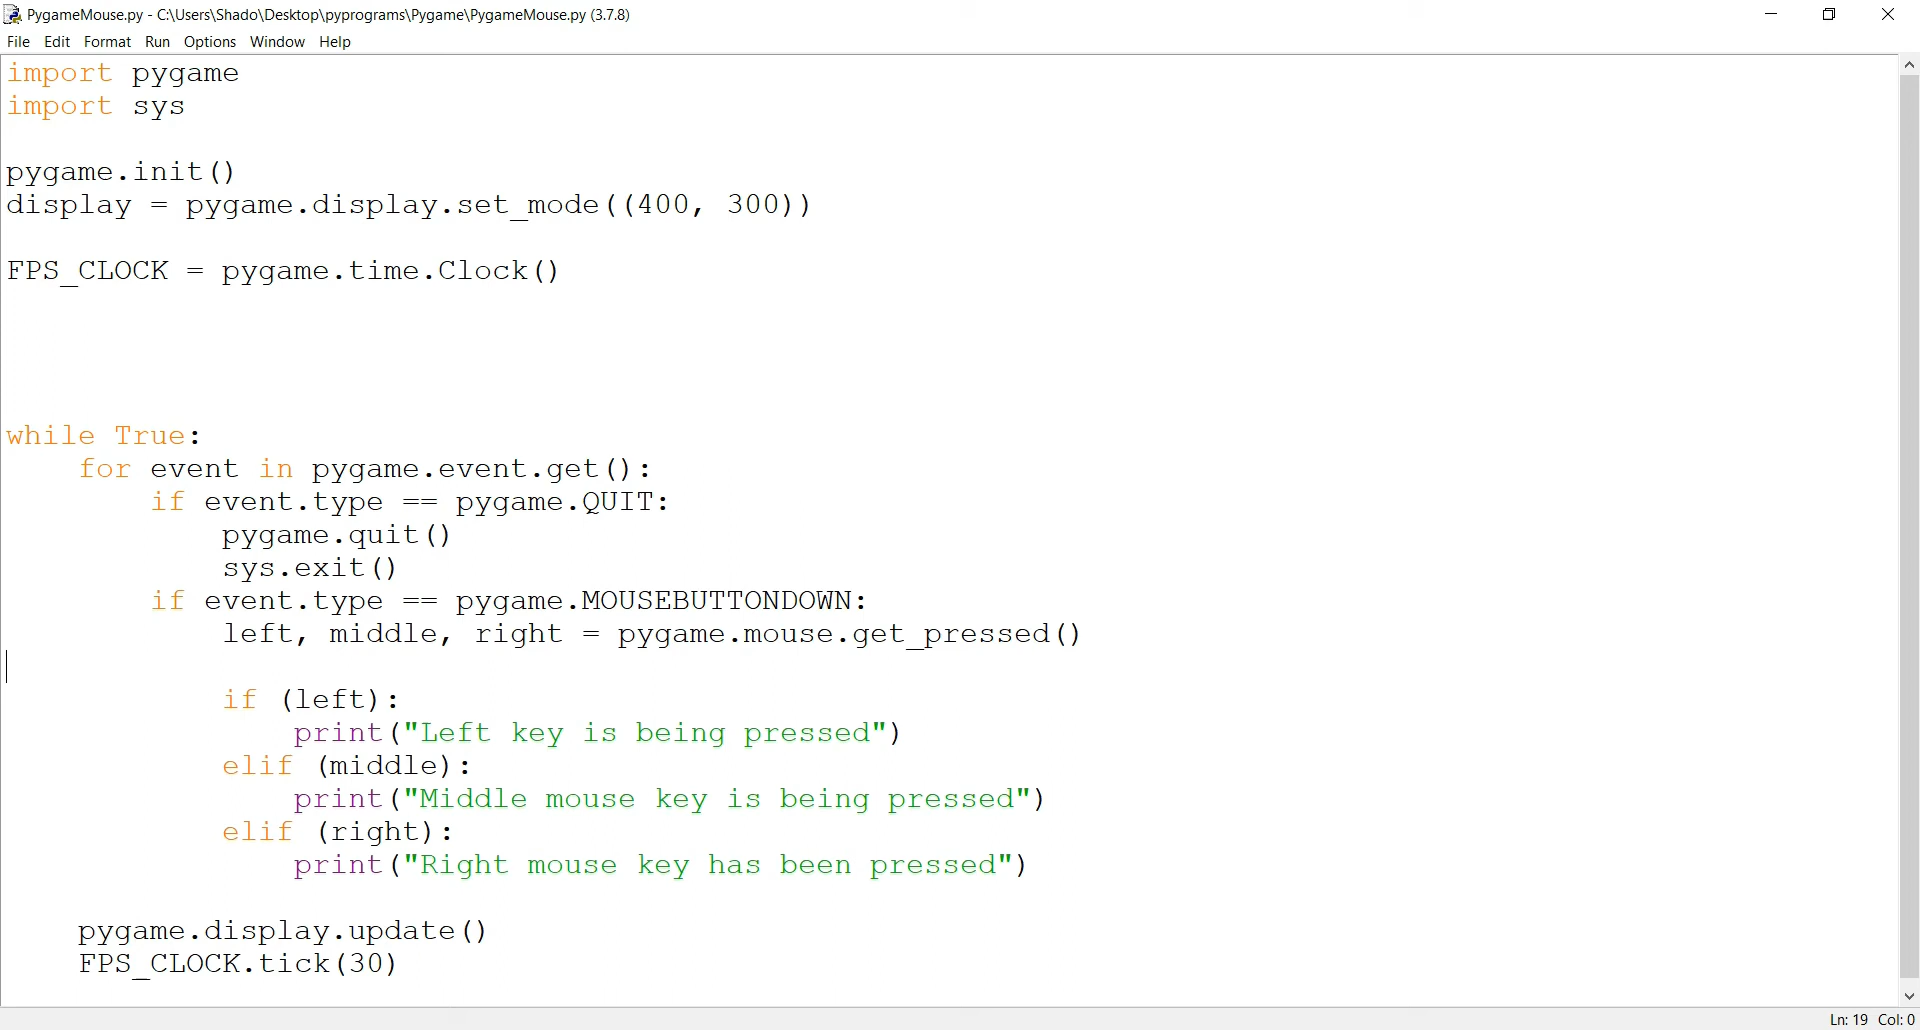 PygameMouse.py - C:\Users\Shado\Desktop\pyprograms\Pygame\PygameMouse.py (3.7.8)
File Edit Format Run Options Window Help
import pygame
import sys

pygame.init()
display = pygame.display.set_mode((400, 300))

FPS_CLOCK = pygame.time.Clock()




while True:
    for event in pygame.event.get():
        if event.type == pygame.QUIT:
            pygame.quit()
            sys.exit()
        if event.type == pygame.MOUSEBUTTONDOWN:
            left, middle, right = pygame.mouse.get_pressed()

            if (left):
                print("Left key is being pressed")
            elif (middle):
                print("Middle mouse key is being pressed")
            elif (right):
                print("Right mouse key has been pressed")

    pygame.display.update()
    FPS_CLOCK.tick(30)
Ln: 19 Col: 0